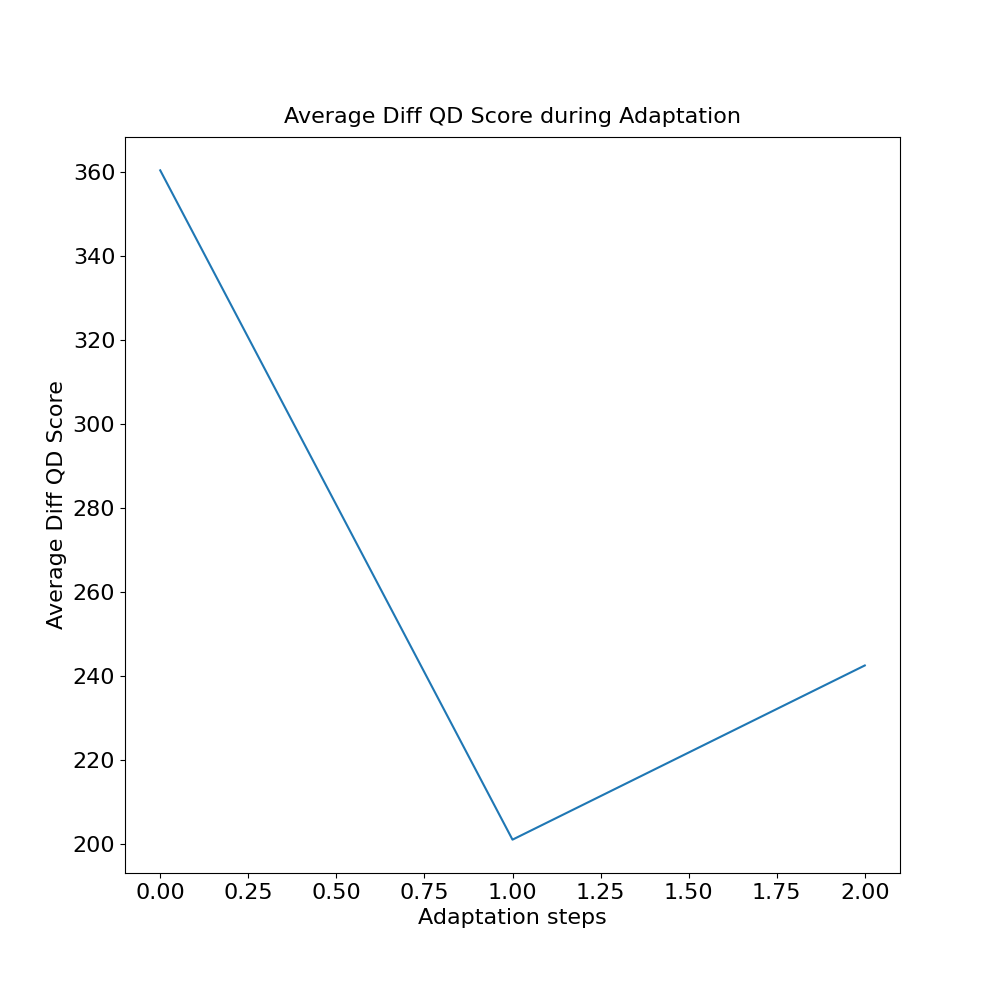 Average Diff QD Score during Adaptation
Average Diff QD Score
360
340
320
300
280
260
240
220
200
0.00 0.25 0.50 0.75 1.00 1.25 1.50 1.75 2.00
Adaptation steps